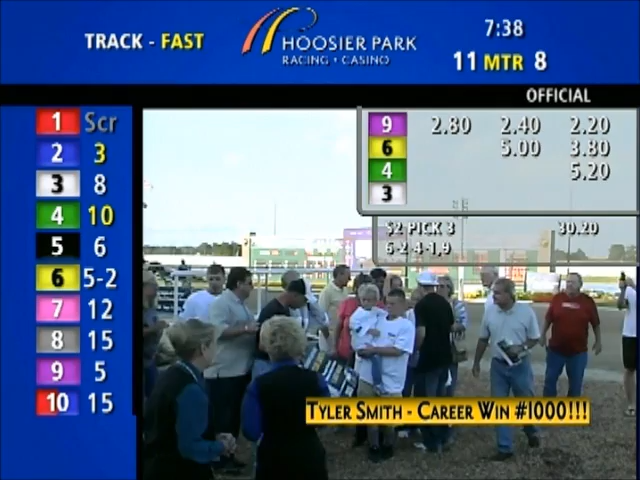 TRACK - FAST
HOOSIER PARK
RACING • CASINO
7:38
11 MTR 8
OFFICIAL
1 Scr
2 3
3 8
4 10
5 6
6 5-2
7 12
8 15
9 5
10 15
9 2.80 2.40 2.20
6 5.00 3.80
4 5.20
3
$2 PICK 3 30.20
6-2-4-1,9
TYLER SMITH - CAREER WIN #1000!!!